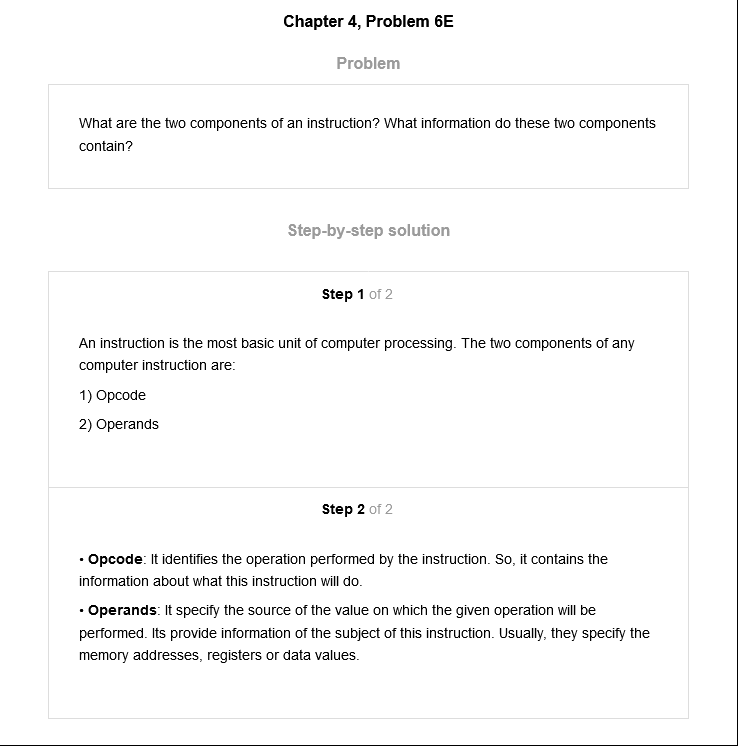 Chapter 4, Problem 6E
Problem
What are the two components of an instruction? What information do these two components
contain?
Step-by-step solution
Step 1 of 2
An instruction is the most basic unit of computer processing. The two components of any
computer instruction are:
1) Opcode
2) Operands
Step 2 of 2
• Opcode: It identifies the operation performed by the instruction. So, it contains the
information about what this instruction will do.
• Operands: It specify the source of the value on which the given operation will be
performed. Its provide information of the subject of this instruction. Usually, they specify the
memory addresses, registers or data values.